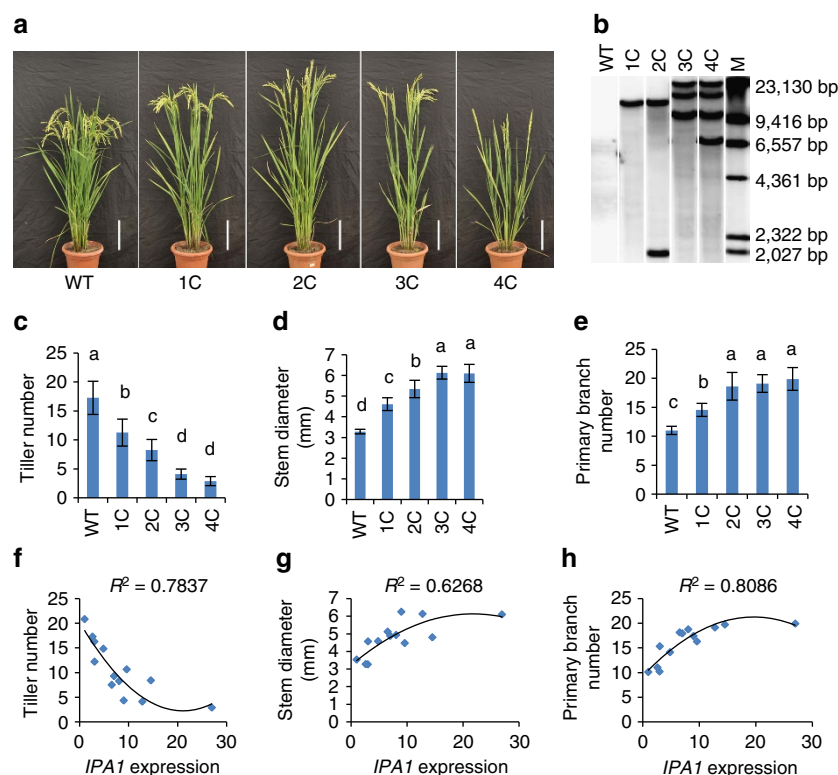 a
WT
1C
2C
3C
4C
b
WT
1C
2C
3C
4C
M
23,130 bp
9,416 bp
6,557 bp
4,361 bp
2,322 bp
2,027 bp
c
Tiller number
25
20
15
10
5
0
a
b
c
d
d
WT
1C
2C
3C
4C
d
Stem diameter
(mm)
7
6
5
4
3
2
1
0
d
c
b
a
a
WT
1C
2C
3C
4C
e
Primary branch
number
20
15
10
5
0
c
b
a
a
a
WT
1C
2C
3C
4C
f
R² = 0.7837
Tiller number
25
20
15
10
5
0
0
10
20
30
IPA1 expression
g
R² = 0.6268
Stem diameter
(mm)
7
6
5
4
3
2
1
0
0
10
20
30
IPA1 expression
h
R² = 0.8086
Primary branch
number
25
20
15
10
5
0
0
10
20
30
IPA1 expression